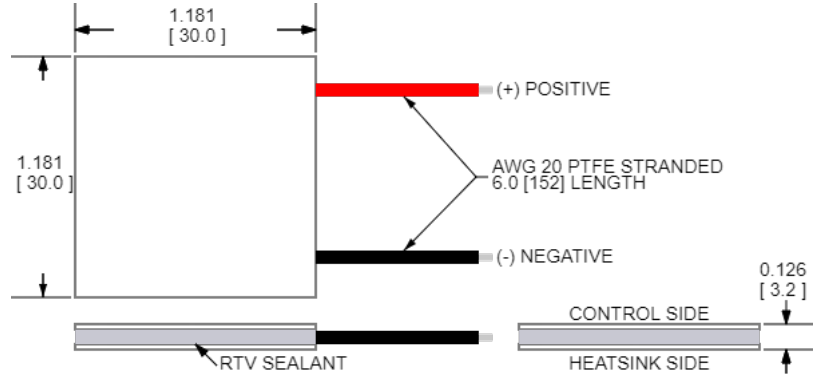 1.181
[ 30.0 ]
(+) POSITIVE
1.181
[ 30.0 ]
AWG 20 PTFE STRANDED
6.0 [152] LENGTH
(-) NEGATIVE
0.126
[ 3.2 ]
CONTROL SIDE
RTV SEALANT
HEATSINK SIDE